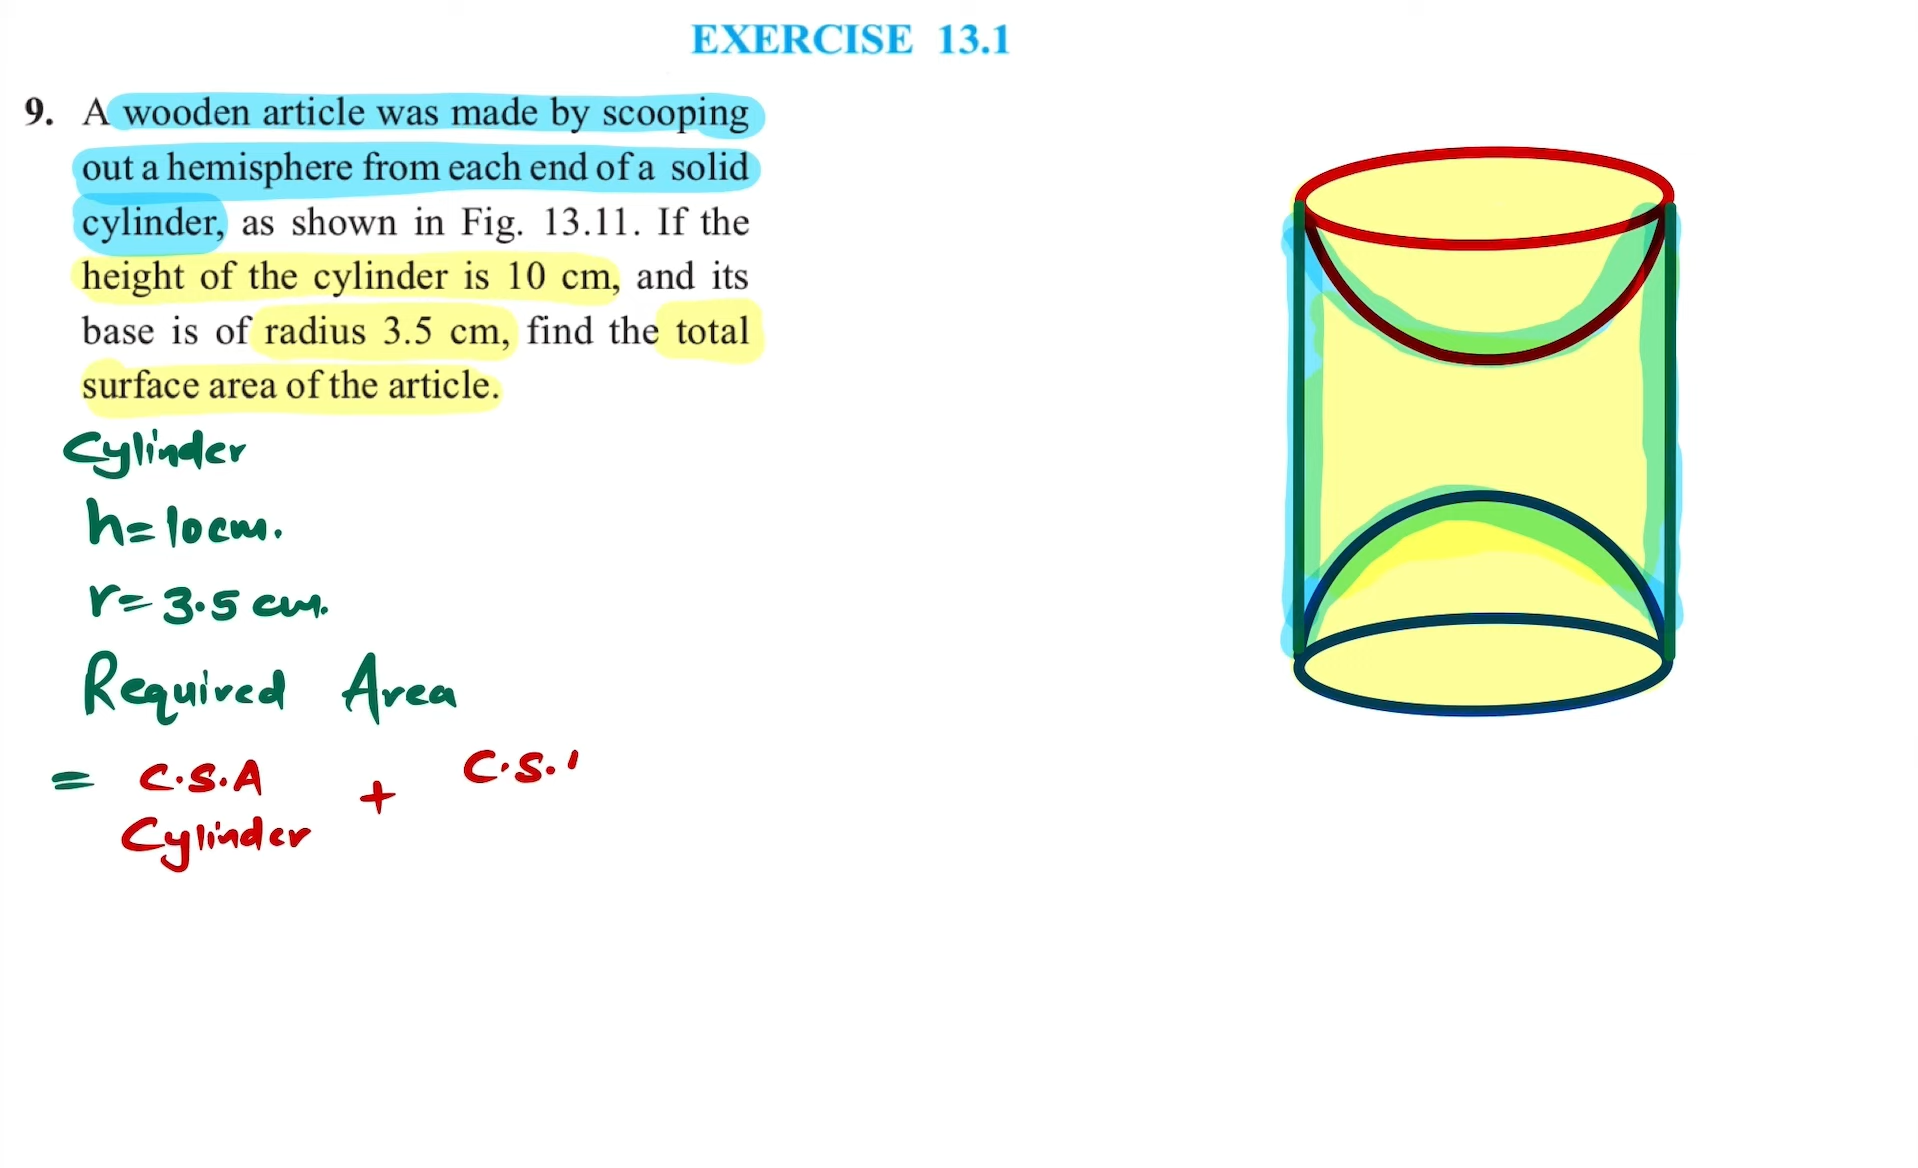 EXERCISE 13.1
9. A wooden article was made by scooping
out a hemisphere from each end of a solid
cylinder, as shown in Fig. 13.11. If the
height of the cylinder is 10 cm, and its
base is of radius 3.5 cm, find the total
surface area of the article.
Cylinder
h = 10cm.
r = 3.5 cm.
Required Area
= C.S.A + C.S.
Cylinder